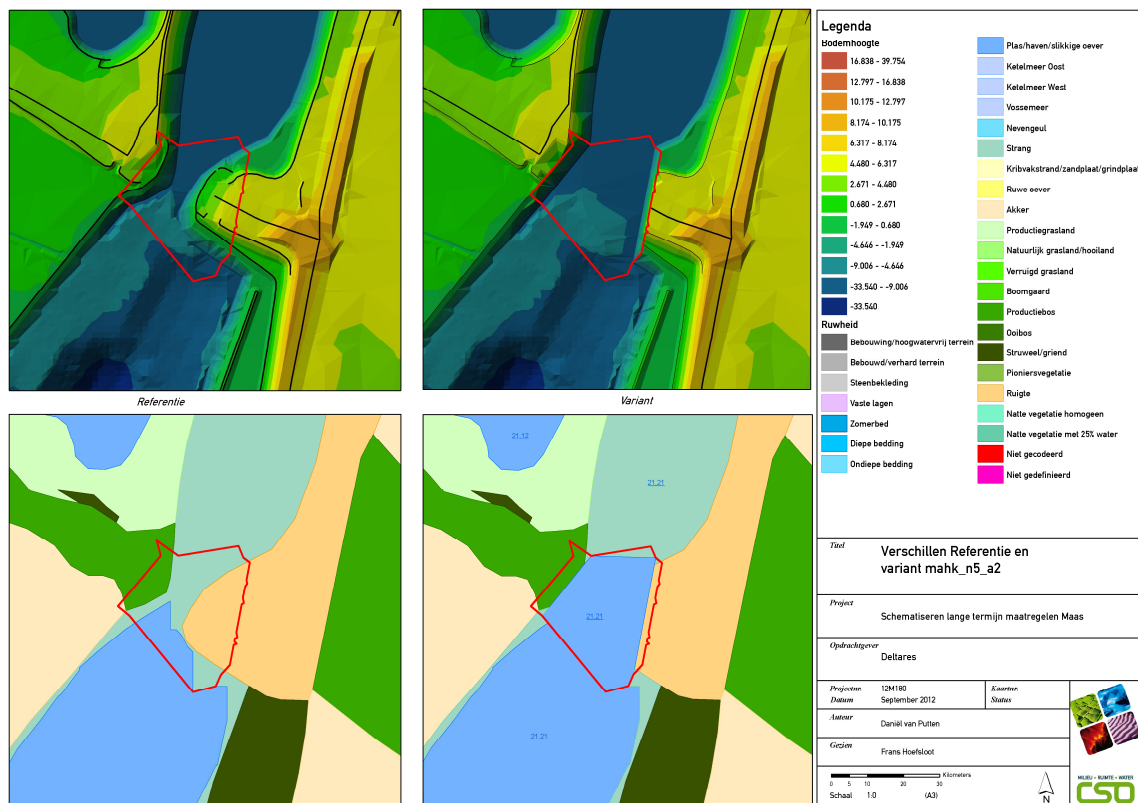 Referentie
Variant
21.12
21.21
21.21
21.21
Legenda
Bodemhoogte
16.838 - 39.754
12.797 - 16.838
10.175 - 12.797
8.174 - 10.175
6.317 - 8.174
4.480 - 6.317
2.671 - 4.480
0.680 - 2.671
-1.949 - 0.680
-4.646 - -1.949
-9.006 - -4.646
-33.540 - -9.006
-33.540
Ruwheid
Bebouwing/hoogwatervrij terrein
Bebouwd/verhard terrein
Steenbekleding
Vaste lagen
Zomerbed
Diepe bedding
Ondiepe bedding
Plas/haven/slikkige oever
Ketelmeer Oost
Ketelmeer West
Vossemeer
Nevengeul
Strang
Kribvakstrand/zandplaat/grindplaat
Ruwe oever
Akker
Productiegrasland
Natuurlijk grasland/hooiland
Verruigd grasland
Boomgaard
Productiebos
Ooibos
Struweel/griend
Pioniersvegetatie
Ruigte
Natte vegetatie homogeen
Natte vegetatie met 25% water
Niet gecodeerd
Niet gedefinieerd
Titel
Verschillen Referentie en
variant mahk_n5_a2
Project
Schematiseren lange termijn maatregelen Maas
Opdrachtgever
Deltares
Projectnr. 12M180 Kaartnr.
Datum September 2012 Status
Auteur
Daniël van Putten
Gezien
Frans Hoefsloot
Kilometers
0 5 10 20 30
Schaal 1:0 (A3)
N
MILIEU • RUIMTE • WATER
CSO